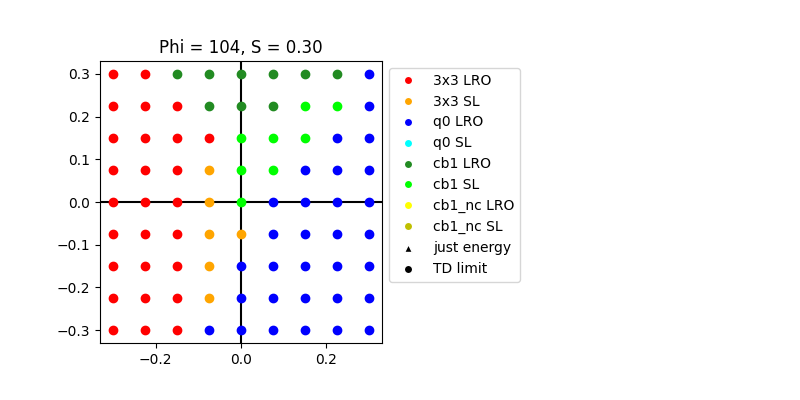 Phi = 104, S = 0.30
0.3
0.2
0.1
0.0
−0.1
−0.2
−0.3
−0.2 0.0 0.2
3x3 LRO
3x3 SL
q0 LRO
q0 SL
cb1 LRO
cb1 SL
cb1_nc LRO
cb1_nc SL
just energy
TD limit